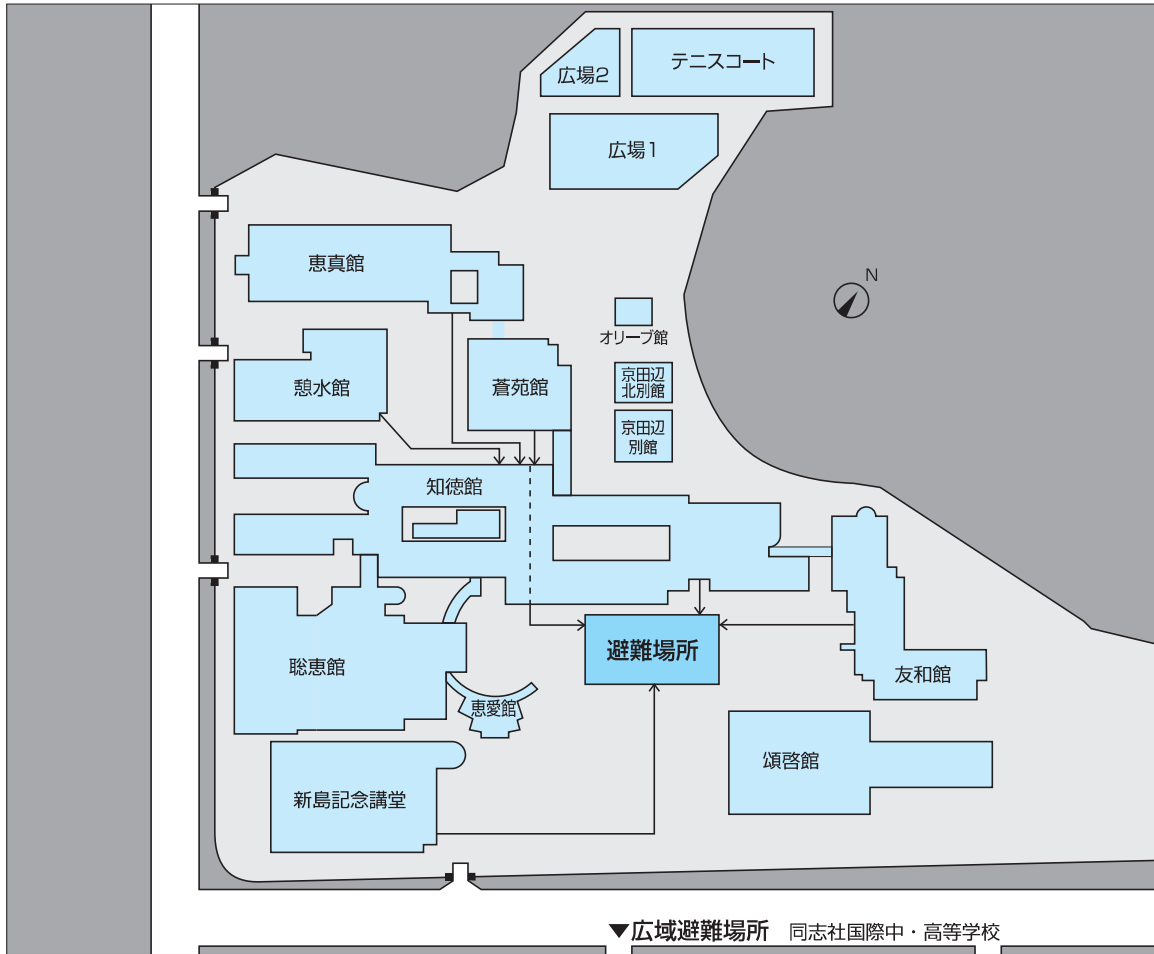 広場2
テニスコート
広場1
N
恵真館
オリーブ館
憩水館
蒼苑館
京田辺
北別館
京田辺
別館
知徳館
避難場所
聡恵館
友和館
恵愛館
頌啓館
新島記念講堂
▼広域避難場所 同志社国際中・高等学校